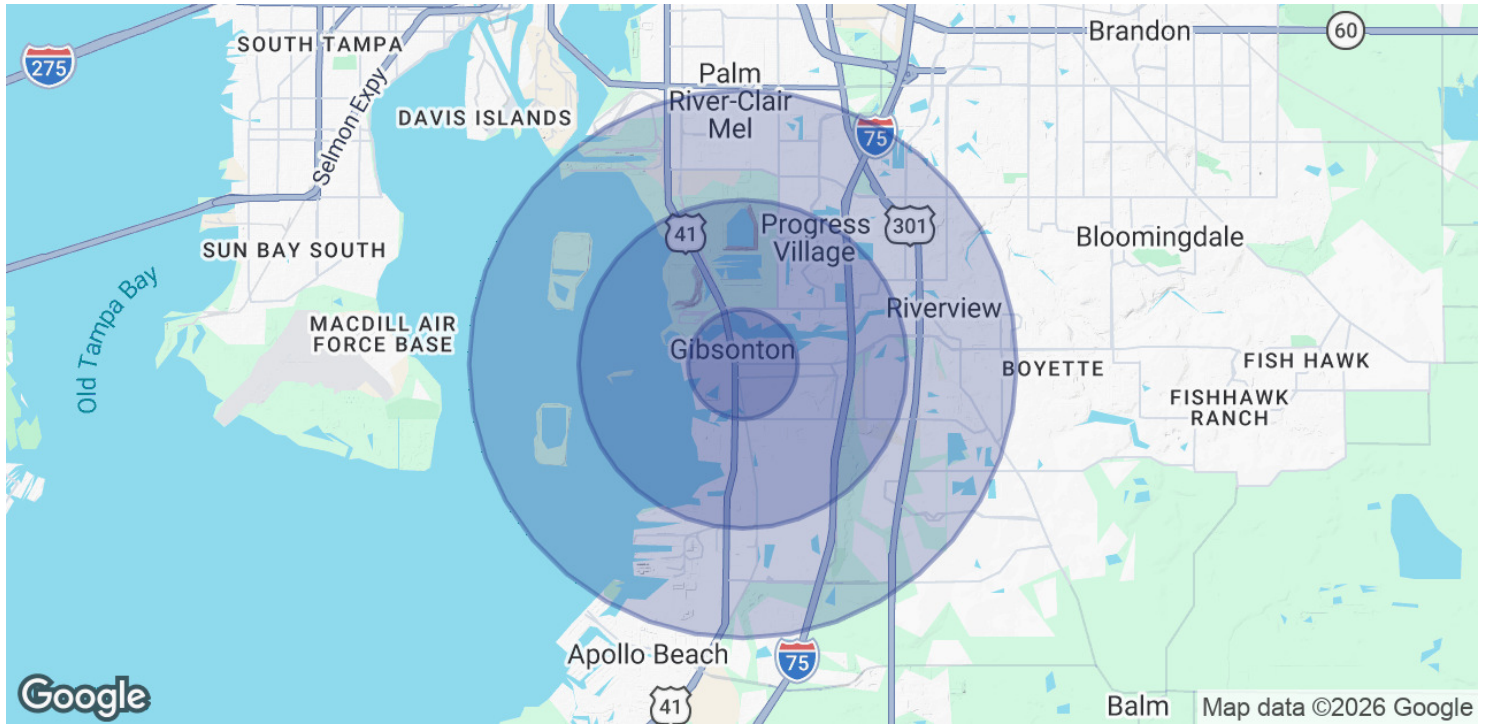 Brandon
60
SOUTH TAMPA
275
Palm
River-Clair
Mel
Selmon Expy
DAVIS ISLANDS
75
41
Progress
Village
301
SUN BAY SOUTH
Bloomingdale
Old Tampa Bay
MACDILL AIR
FORCE BASE
Riverview
Gibsonton
BOYETTE
FISH HAWK
FISHHAWK
RANCH
Apollo Beach
75
41
Google
Balm
Map data ©2026 Google